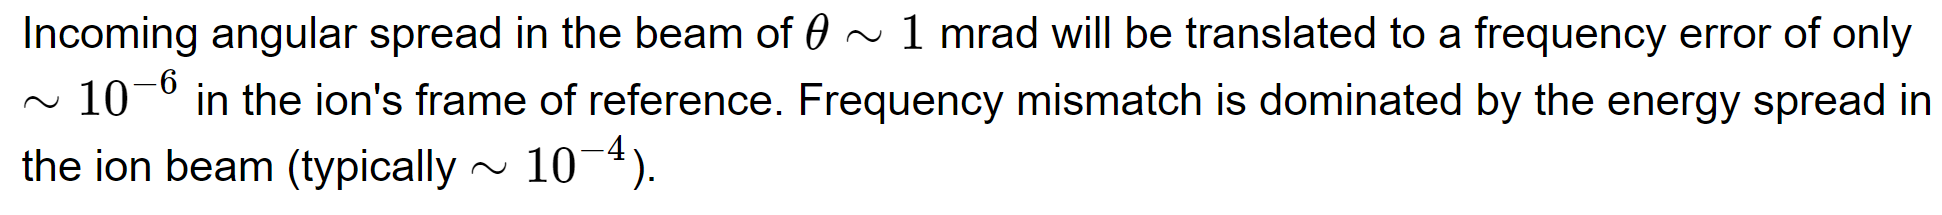 Incoming angular spread in the beam of θ ∼ 1 mrad will be translated to a frequency error of only
∼ 10⁻⁶ in the ion's frame of reference. Frequency mismatch is dominated by the energy spread in
the ion beam (typically ∼ 10⁻⁴).